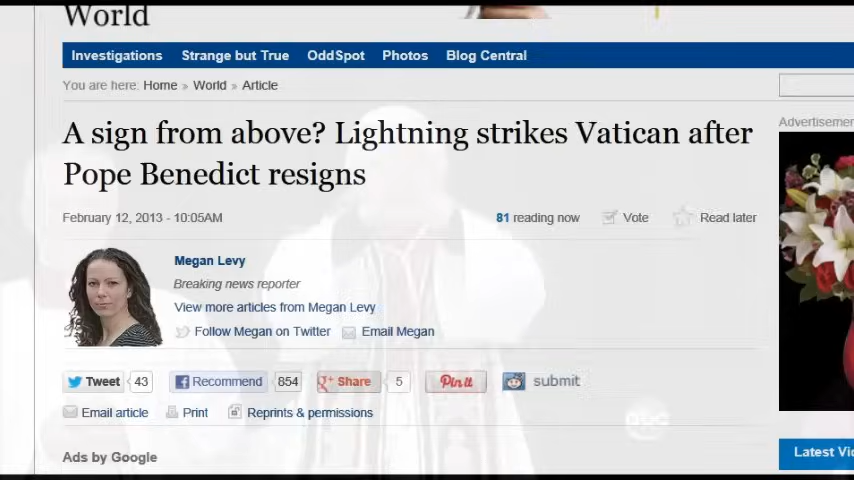 World
Investigations Strange but True OddSpot Photos Blog Central
You are here: Home » World » Article
Advertisemen
A sign from above? Lightning strikes Vatican after
Pope Benedict resigns
February 12, 2013 - 10:05AM 81 reading now Vote Read later
Megan Levy
Breaking news reporter
View more articles from Megan Levy
Follow Megan on Twitter Email Megan
Tweet 43 Recommend 854 g+ Share 5 Pin it submit
Email article Print Reprints & permissions
abc
Latest Vid
Ads by Google